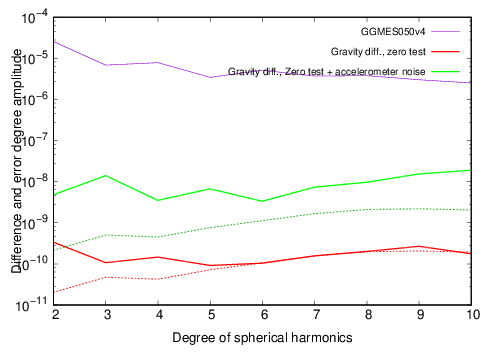 Difference and error degree amplitude
10⁻⁴
10⁻⁵
10⁻⁶
10⁻⁷
10⁻⁸
10⁻⁹
10⁻¹⁰
10⁻¹¹
GGMES050v4
Gravity diff., zero test
Gravity diff., Zero test + accelerometer noise
2 3 4 5 6 7 8 9 10
Degree of spherical harmonics